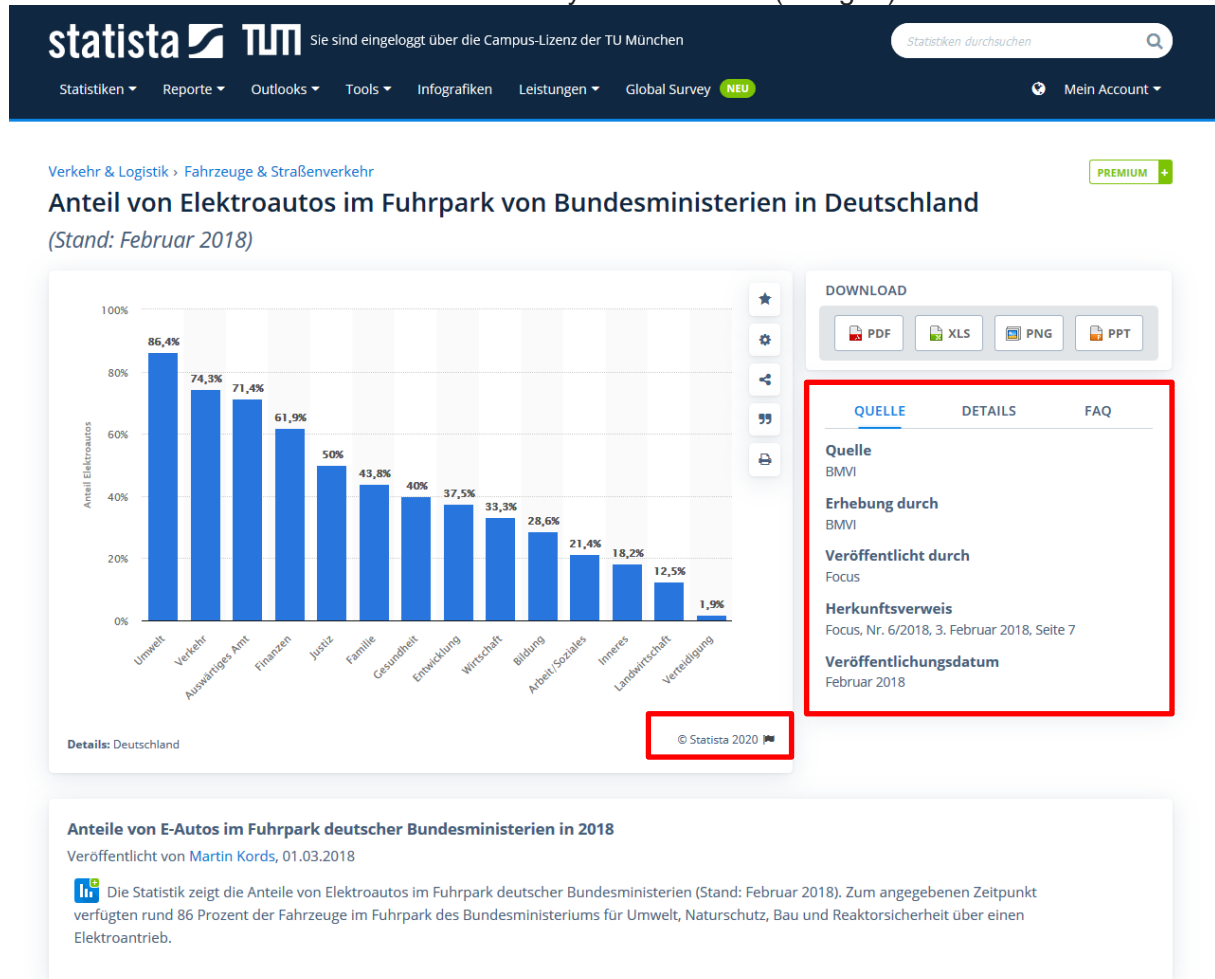 statista TUM Sie sind eingeloggt über die Campus-Lizenz der TU München
Statistiken durchsuchen
Statistiken Reporte Outlooks Tools Infografiken Leistungen Global Survey NEU
Mein Account
Verkehr & Logistik › Fahrzeuge & Straßenverkehr
PREMIUM +
Anteil von Elektroautos im Fuhrpark von Bundesministerien in Deutschland
(Stand: Februar 2018)
Anteil Elektroautos
100%
80%
60%
40%
20%
0%
86,4%
74,3%
71,4%
61,9%
50%
43,8%
40%
37,5%
33,3%
28,6%
21,4%
18,2%
12,5%
1,9%
Umwelt
Verkehr
Auswärtiges Amt
Finanzen
Justiz
Familie
Gesundheit
Entwicklung
Wirtschaft
Bildung
Arbeit/Soziales
Inneres
Landwirtschaft
Verteidigung
Details: Deutschland
© Statista 2020
DOWNLOAD
PDF XLS PNG PPT
QUELLE DETAILS FAQ
Quelle
BMVI
Erhebung durch
BMVI
Veröffentlicht durch
Focus
Herkunftsverweis
Focus, Nr. 6/2018, 3. Februar 2018, Seite 7
Veröffentlichungsdatum
Februar 2018
Anteile von E-Autos im Fuhrpark deutscher Bundesministerien in 2018
Veröffentlicht von Martin Kords, 01.03.2018
Die Statistik zeigt die Anteile von Elektroautos im Fuhrpark deutscher Bundesministerien (Stand: Februar 2018). Zum angegebenen Zeitpunkt
verfügten rund 86 Prozent der Fahrzeuge im Fuhrpark des Bundesministeriums für Umwelt, Naturschutz, Bau und Reaktorsicherheit über einen
Elektroantrieb.